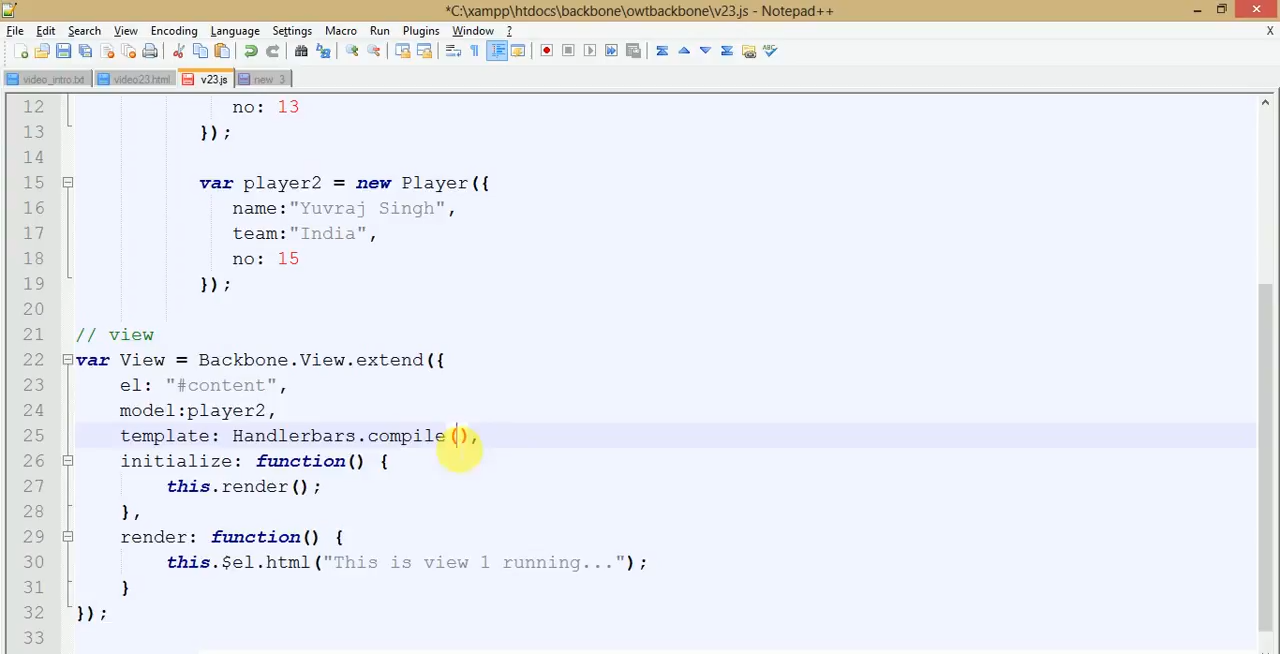 *C:\xampp\htdocs\backbone\owtbackbone\v23.js - Notepad++
File Edit Search View Encoding Language Settings Macro Run Plugins Window ? X
video_intro.txt video23.html v23.js new 3
12 no: 13
13 });
14
15 var player2 = new Player({
16 name:"Yuvraj Singh",
17 team:"India",
18 no: 15
19 });
20
21 // view
22 var View = Backbone.View.extend({
23 el: "#content",
24 model:player2,
25 template: Handlerbars.compile(),
26 initialize: function() {
27 this.render();
28 },
29 render: function() {
30 this.$el.html("This is view 1 running...");
31 }
32 });
33